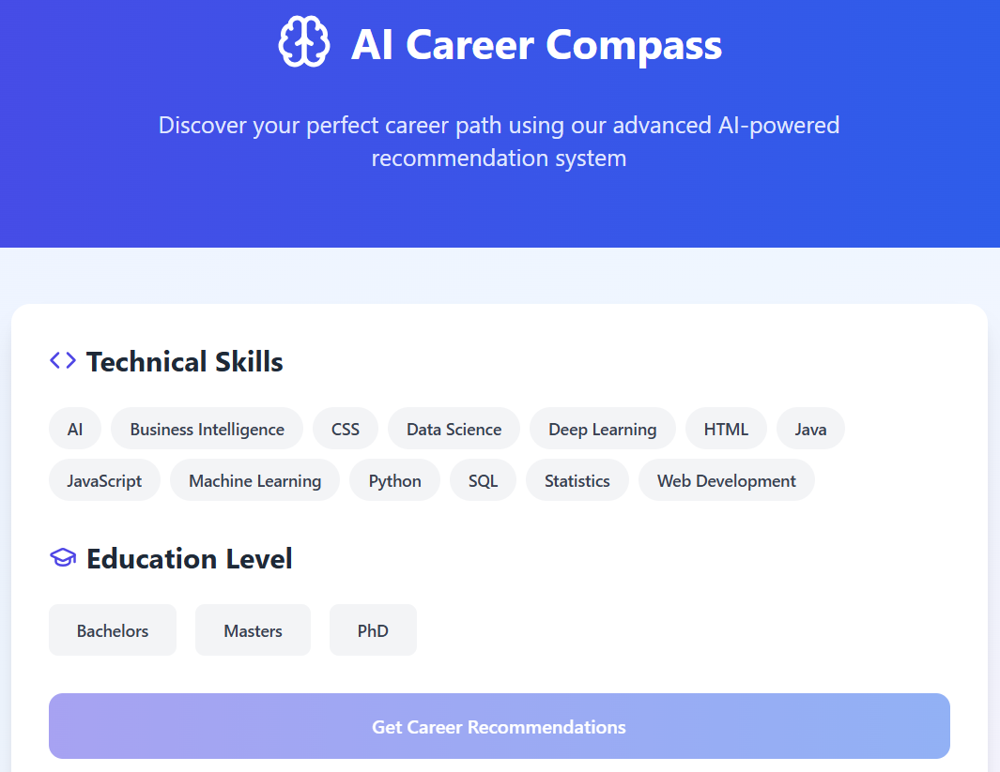 AI Career Compass
Discover your perfect career path using our advanced AI-powered
recommendation system
Technical Skills
AI Business Intelligence CSS Data Science Deep Learning HTML Java
JavaScript Machine Learning Python SQL Statistics Web Development
Education Level
Bachelors Masters PhD
Get Career Recommendations